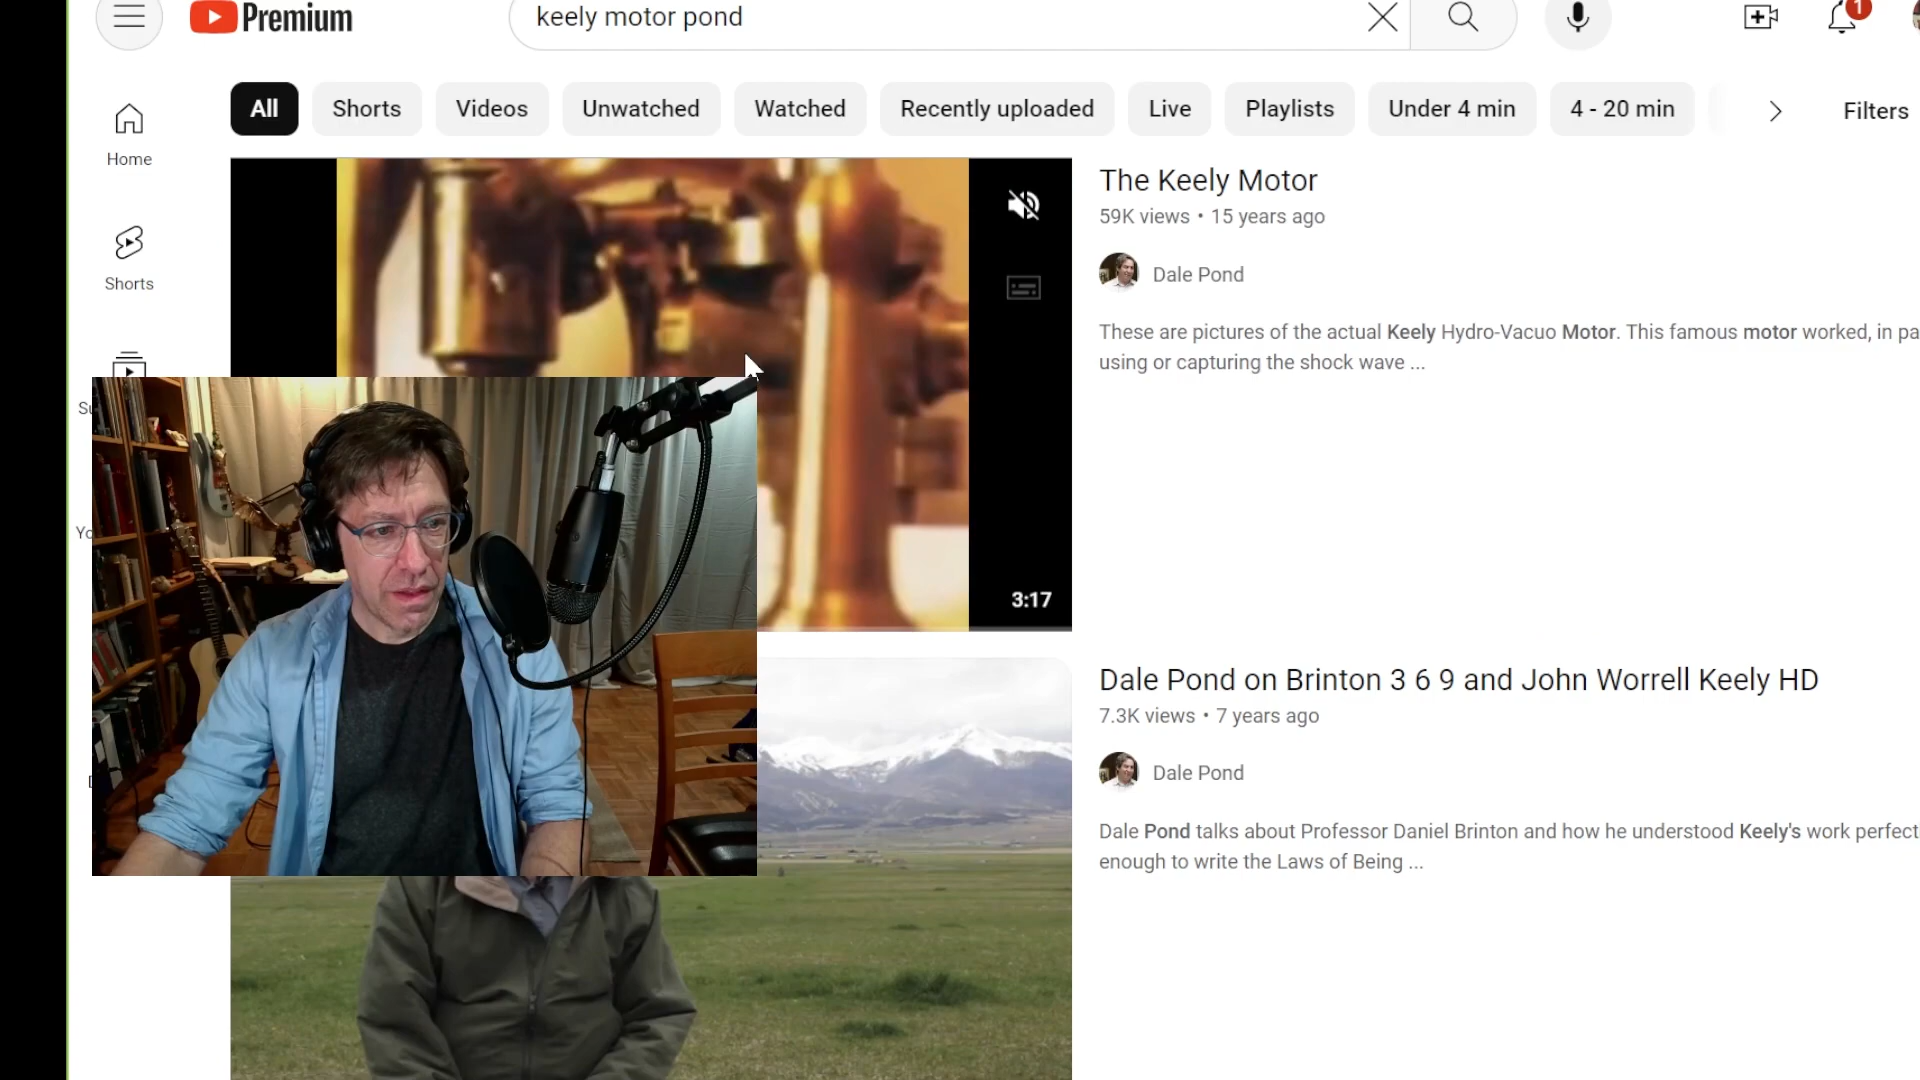 Premium
keely motor pond
1
All
Shorts
Videos
Unwatched
Watched
Recently uploaded
Live
Playlists
Under 4 min
4 - 20 min
Filters
Home
Shorts
The Keely Motor
59K views • 15 years ago
Dale Pond
These are pictures of the actual Keely Hydro-Vacuo Motor. This famous motor worked, in pa
using or capturing the shock wave ...
3:17
Su
Yo
Dale Pond on Brinton 3 6 9 and John Worrell Keely HD
7.3K views • 7 years ago
Dale Pond
Dale Pond talks about Professor Daniel Brinton and how he understood Keely's work perfect
enough to write the Laws of Being ...